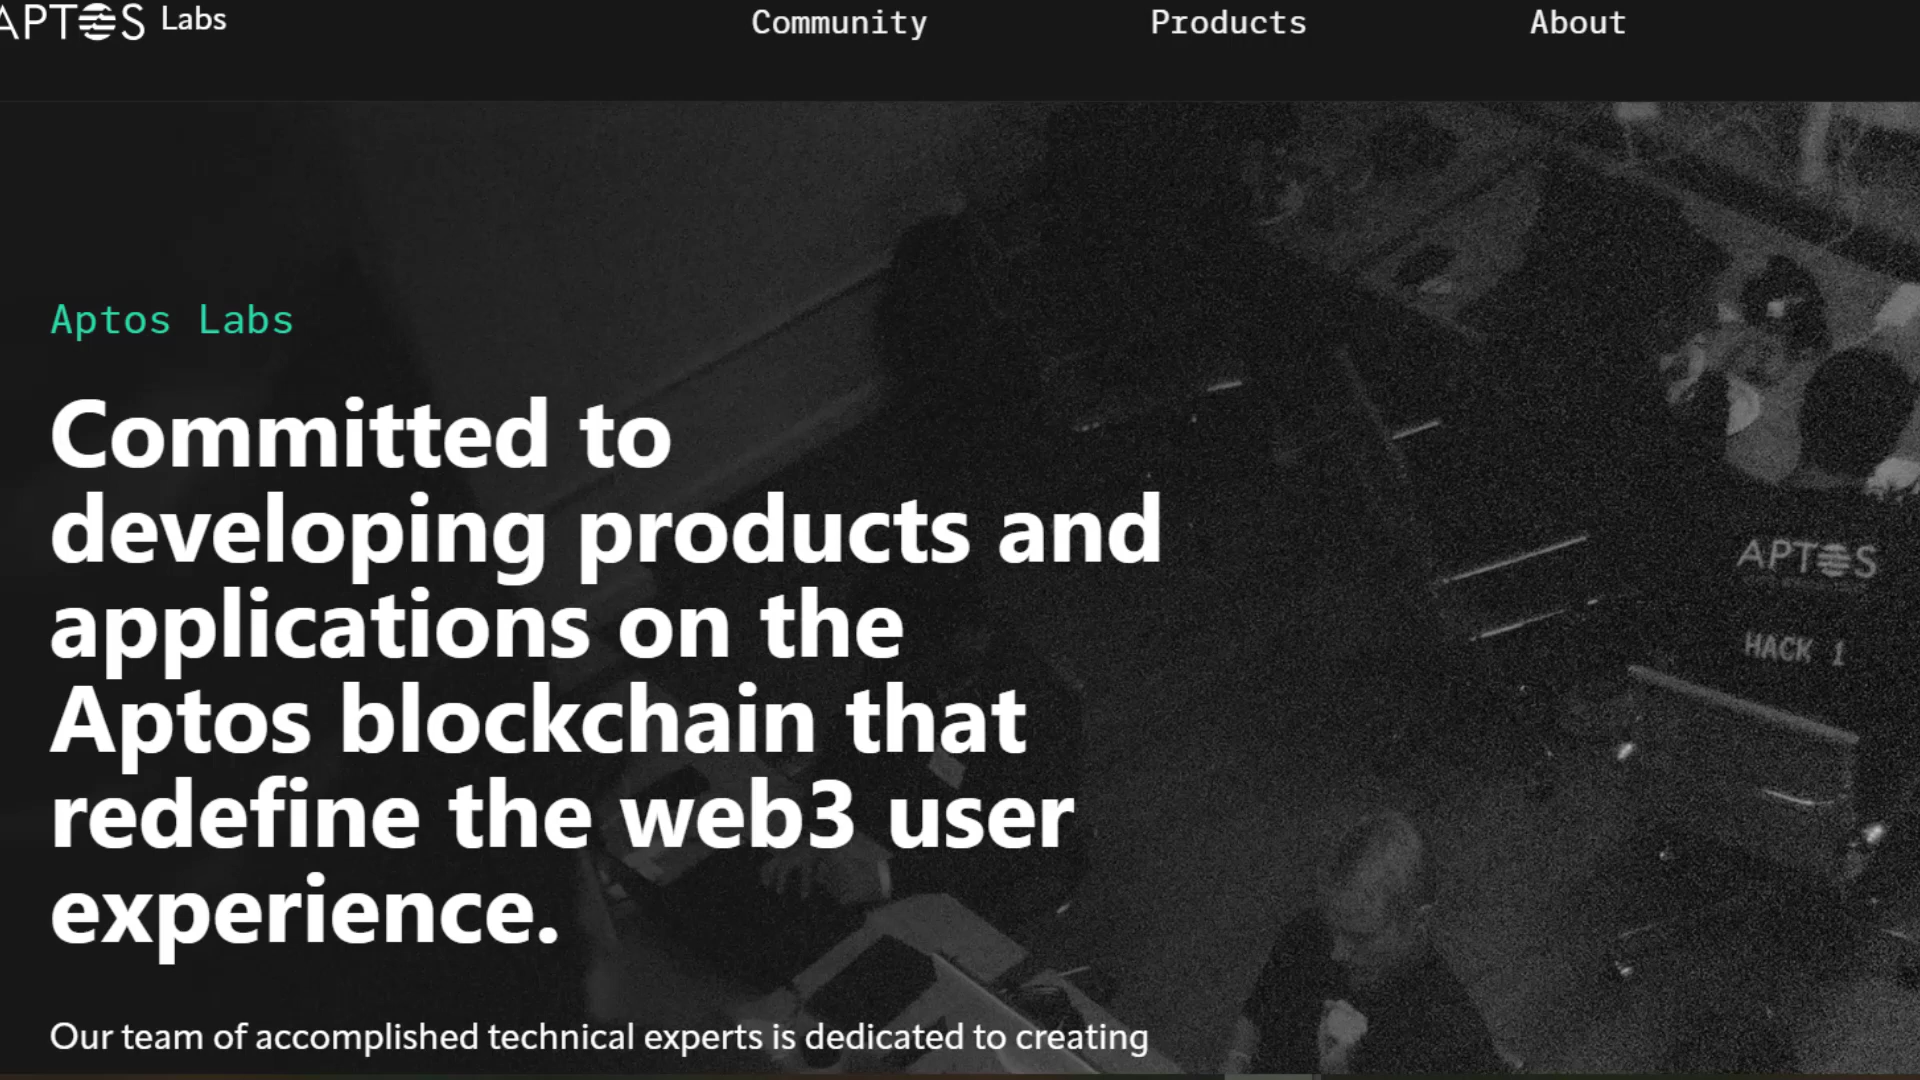 APTOS Labs
Community
Products
About
Aptos Labs
Committed to
developing products and
applications on the
Aptos blockchain that
redefine the web3 user
experience.
APTOS
HACK 1
Our team of accomplished technical experts is dedicated to creating